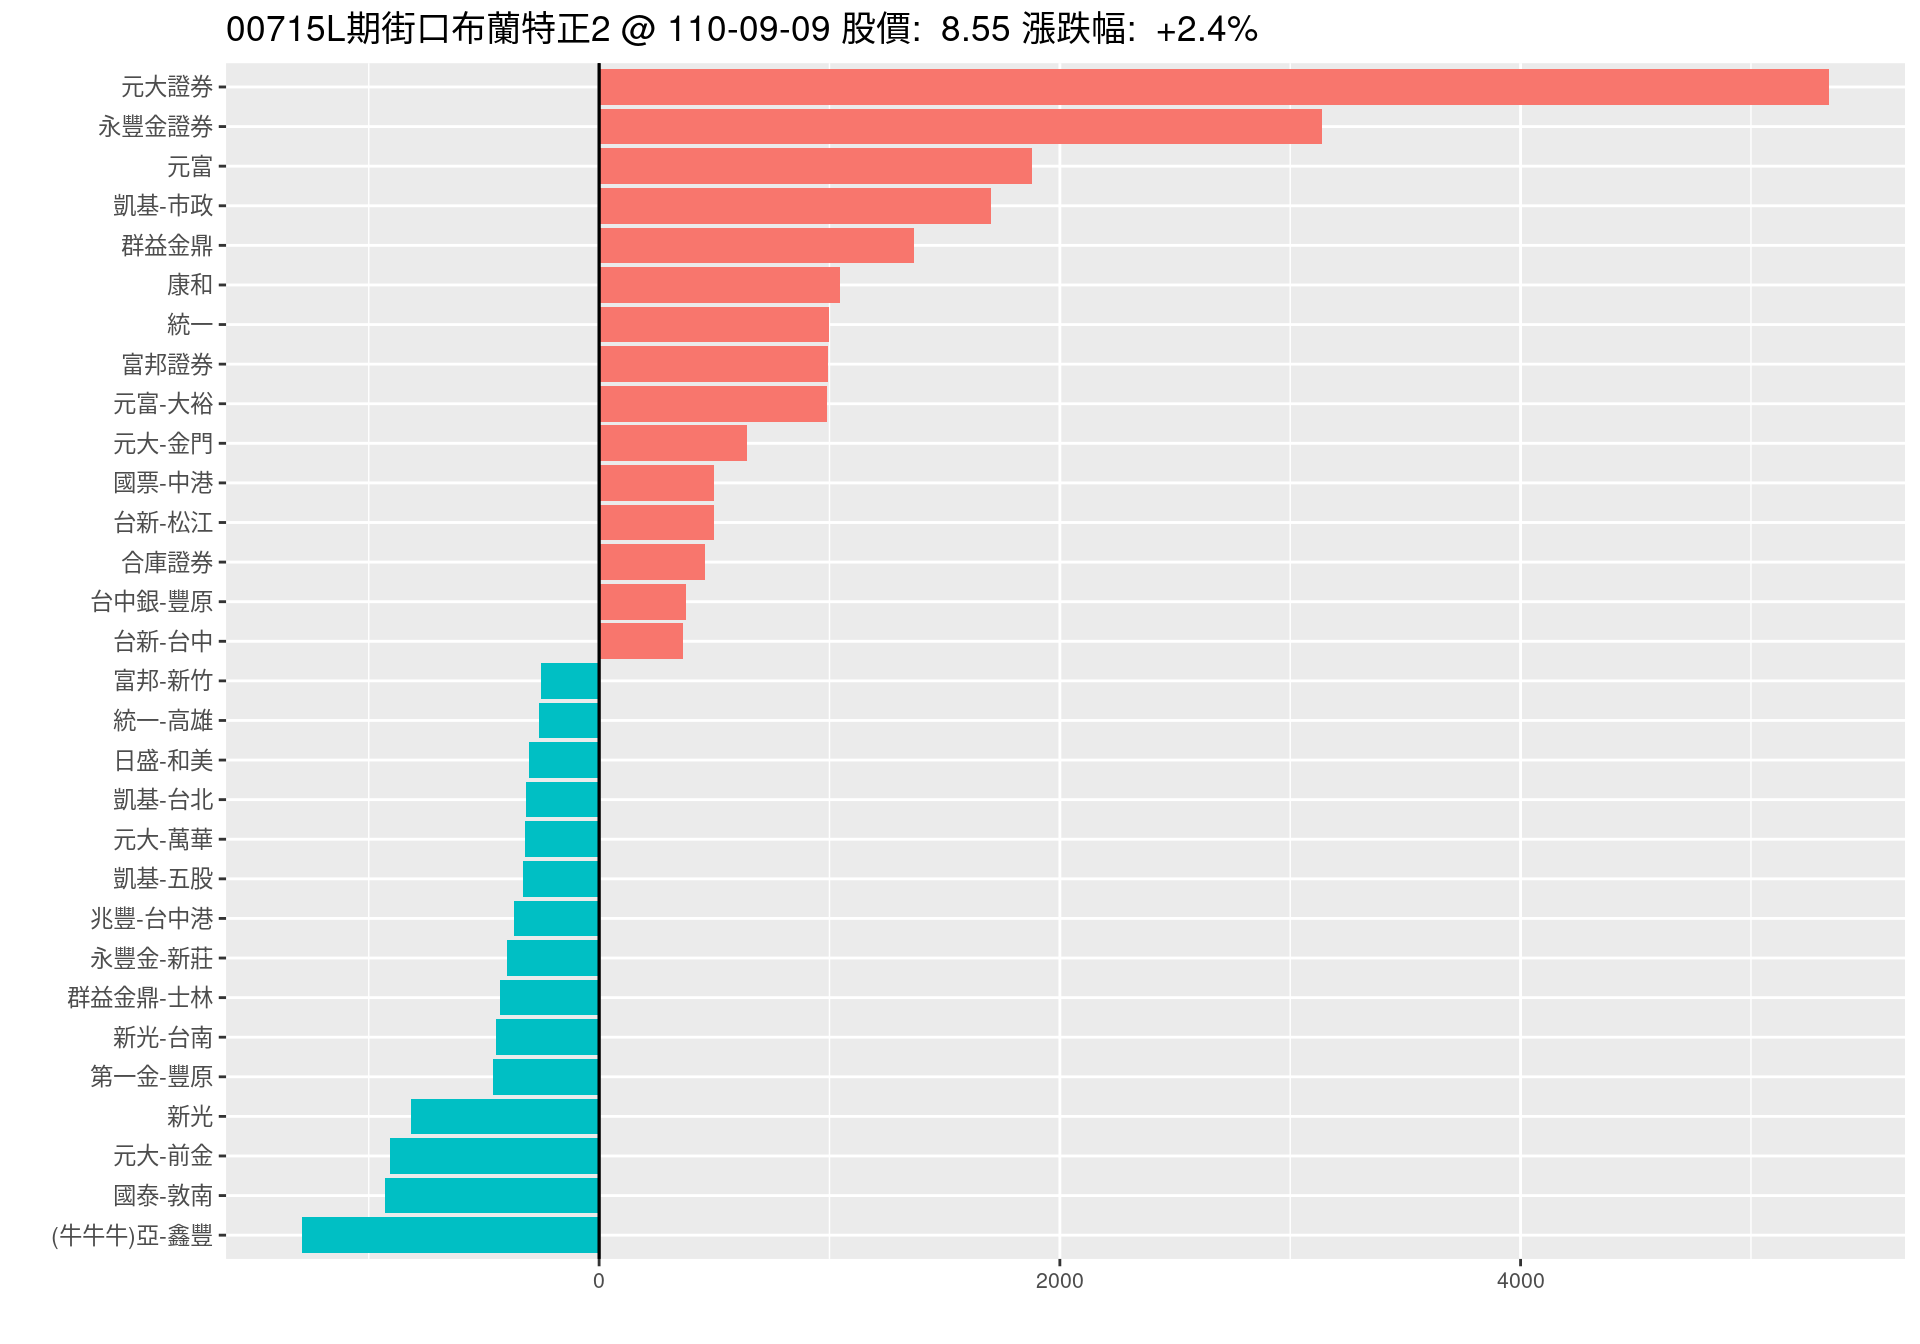 00715L期街口布蘭特正2 @ 110-09-09 股價:  8.55 漲跌幅:  +2.4%
元大證券
永豐金證券
元富
凱基-市政
群益金鼎
康和
統一
富邦證券
元富-大裕
元大-金門
國票-中港
台新-松江
合庫證券
台中銀-豐原
台新-台中
富邦-新竹
統一-高雄
日盛-和美
凱基-台北
元大-萬華
凱基-五股
兆豐-台中港
永豐金-新莊
群益金鼎-士林
新光-台南
第一金-豐原
新光
元大-前金
國泰-敦南
(牛牛牛)亞-鑫豐
0 2000 4000